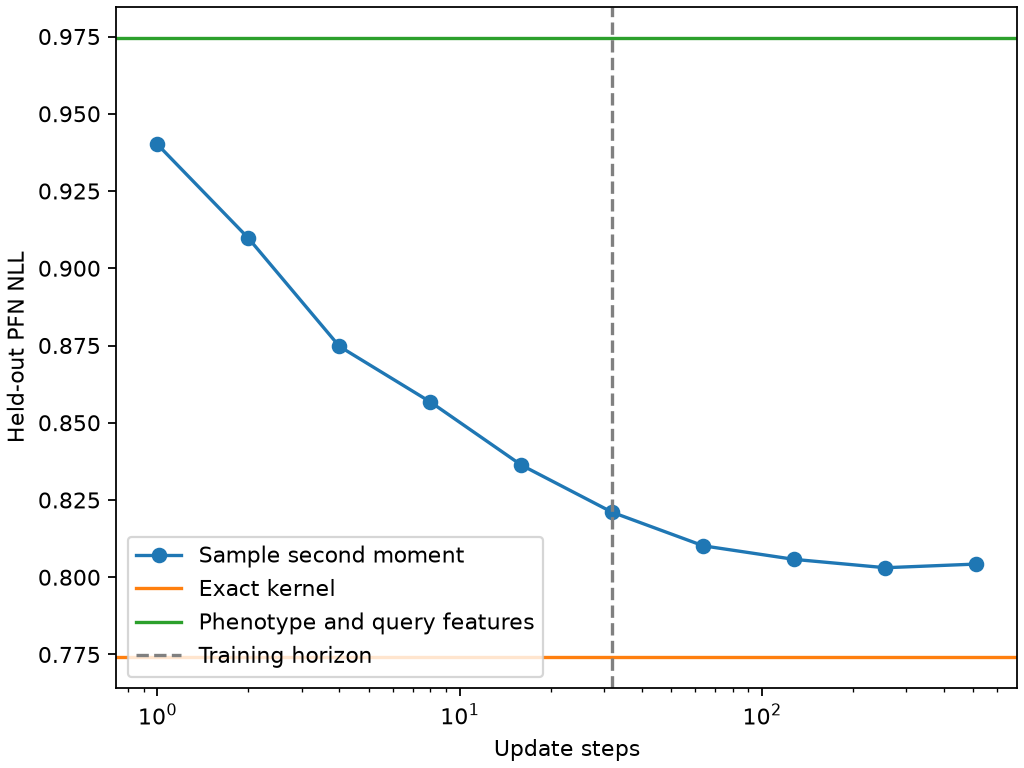 0.975
0.950
0.925
0.900
0.875
0.850
0.825
0.800
0.775
Held-out PFN NLL
Sample second moment
Exact kernel
Phenotype and query features
Training horizon
10⁰
10¹
10²
Update steps